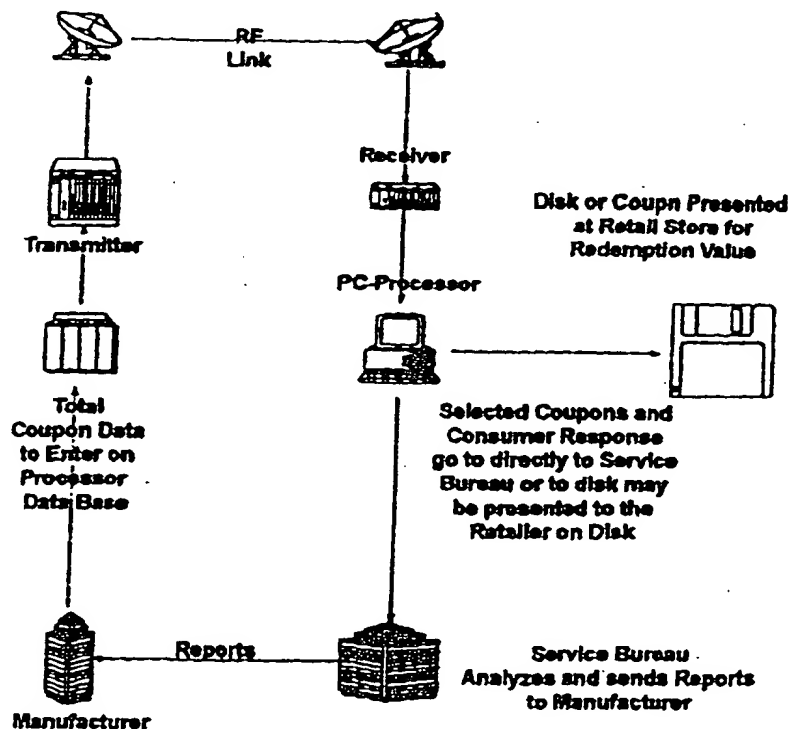 RF
Link
Receiver
Transmitter
Disk or Coupn Presented
at Retail Store for
Redemption Value
PC-Processor
Total
Coupon Data
to Enter on
Processor
Data Base
Selected Coupons and
Consumer Response
go to directly to Service
Bureau or to disk may
be presented to the
Retailer on Disk
Reports
Service Bureau
Analyzes and sends Reports
to Manufacturer
Manufacturer